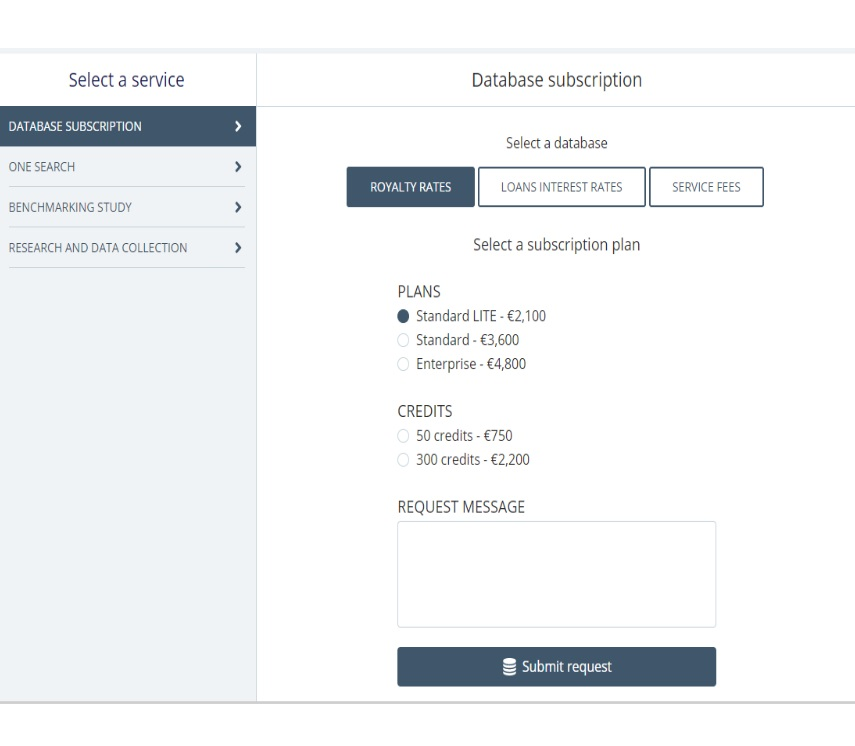 Select a service
DATABASE SUBSCRIPTION
ONE SEARCH
BENCHMARKING STUDY
RESEARCH AND DATA COLLECTION
Database subscription
Select a database
ROYALTY RATES LOANS INTEREST RATES SERVICE FEES
Select a subscription plan
PLANS
Standard LITE - €2,100
Standard - €3,600
Enterprise - €4,800
CREDITS
50 credits - €750
300 credits - €2,200
REQUEST MESSAGE
Submit request